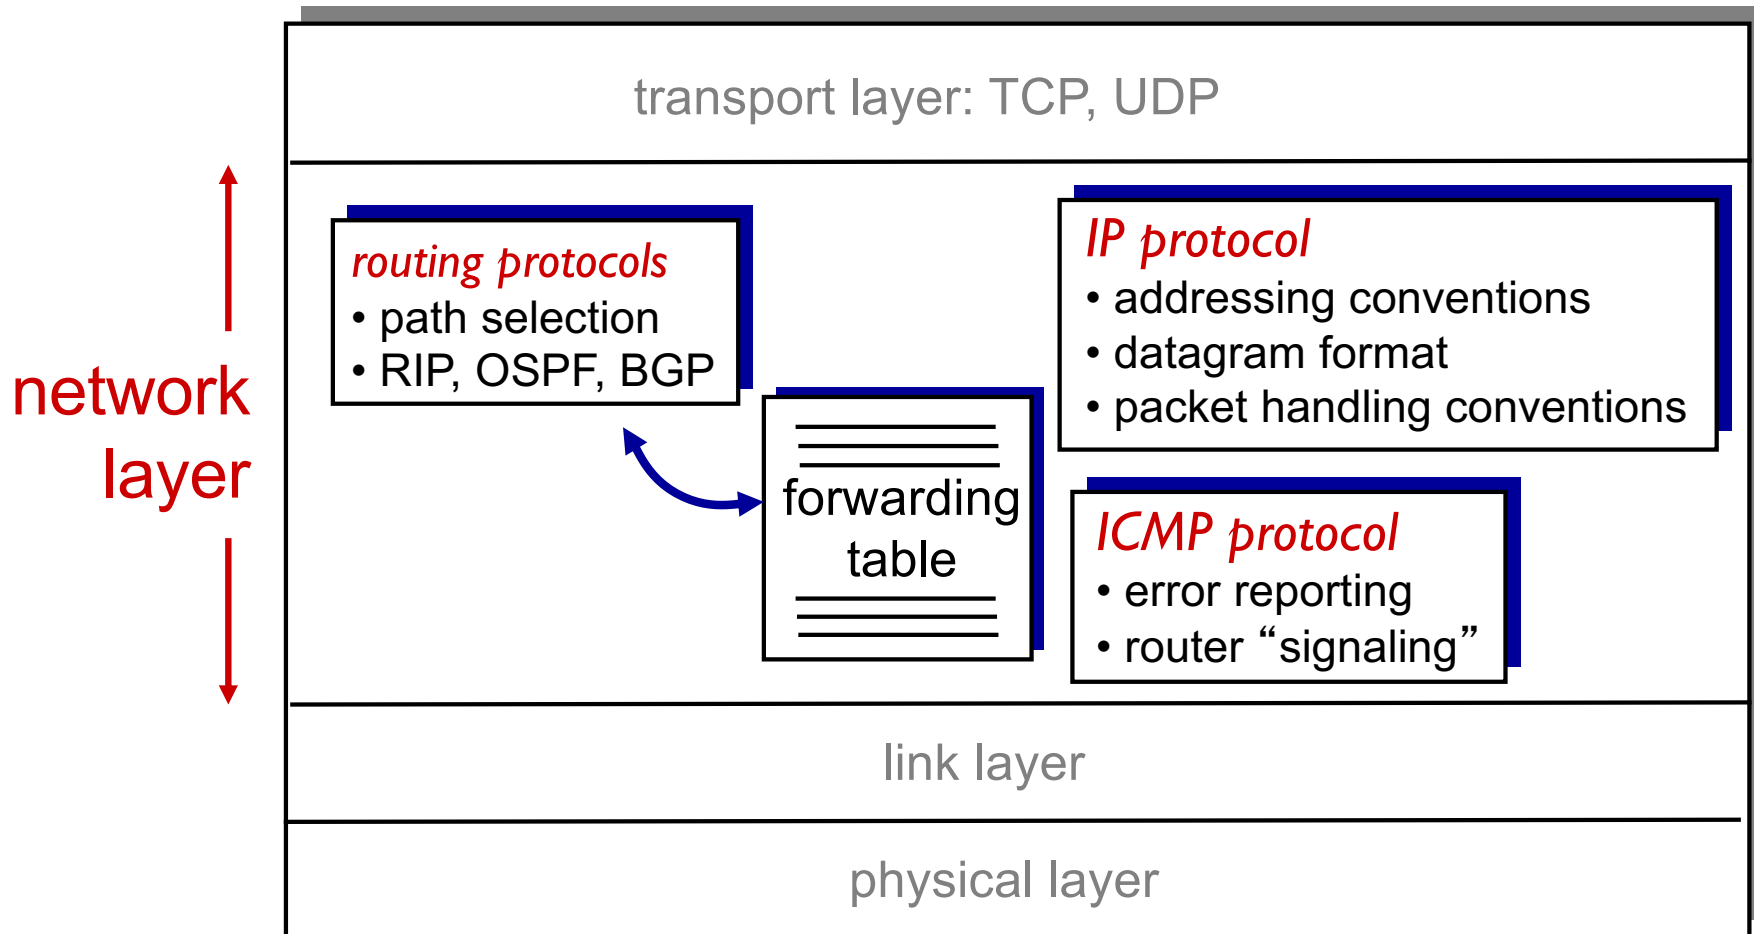 transport layer: TCP, UDP
network
layer
routing protocols
• path selection
• RIP, OSPF, BGP
forwarding
table
IP protocol
• addressing conventions
• datagram format
• packet handling conventions
ICMP protocol
• error reporting
• router “signaling”
link layer
physical layer